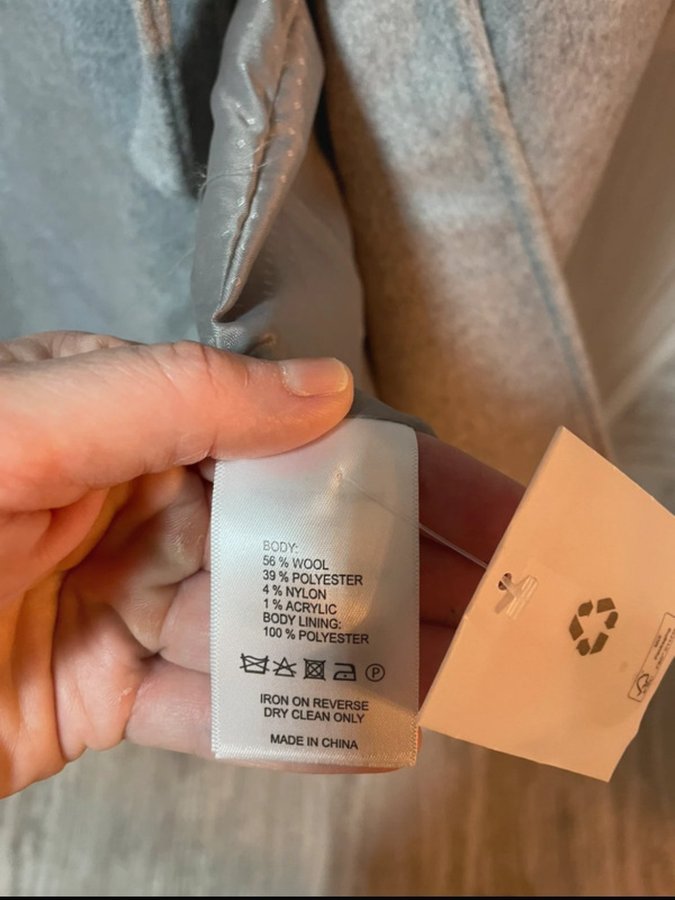 BODY:
56 % WOOL
39 % POLYESTER
4 % NYLON
1 % ACRYLIC
BODY LINING:
100 % POLYESTER
P
IRON ON REVERSE
DRY CLEAN ONLY
MADE IN CHINA